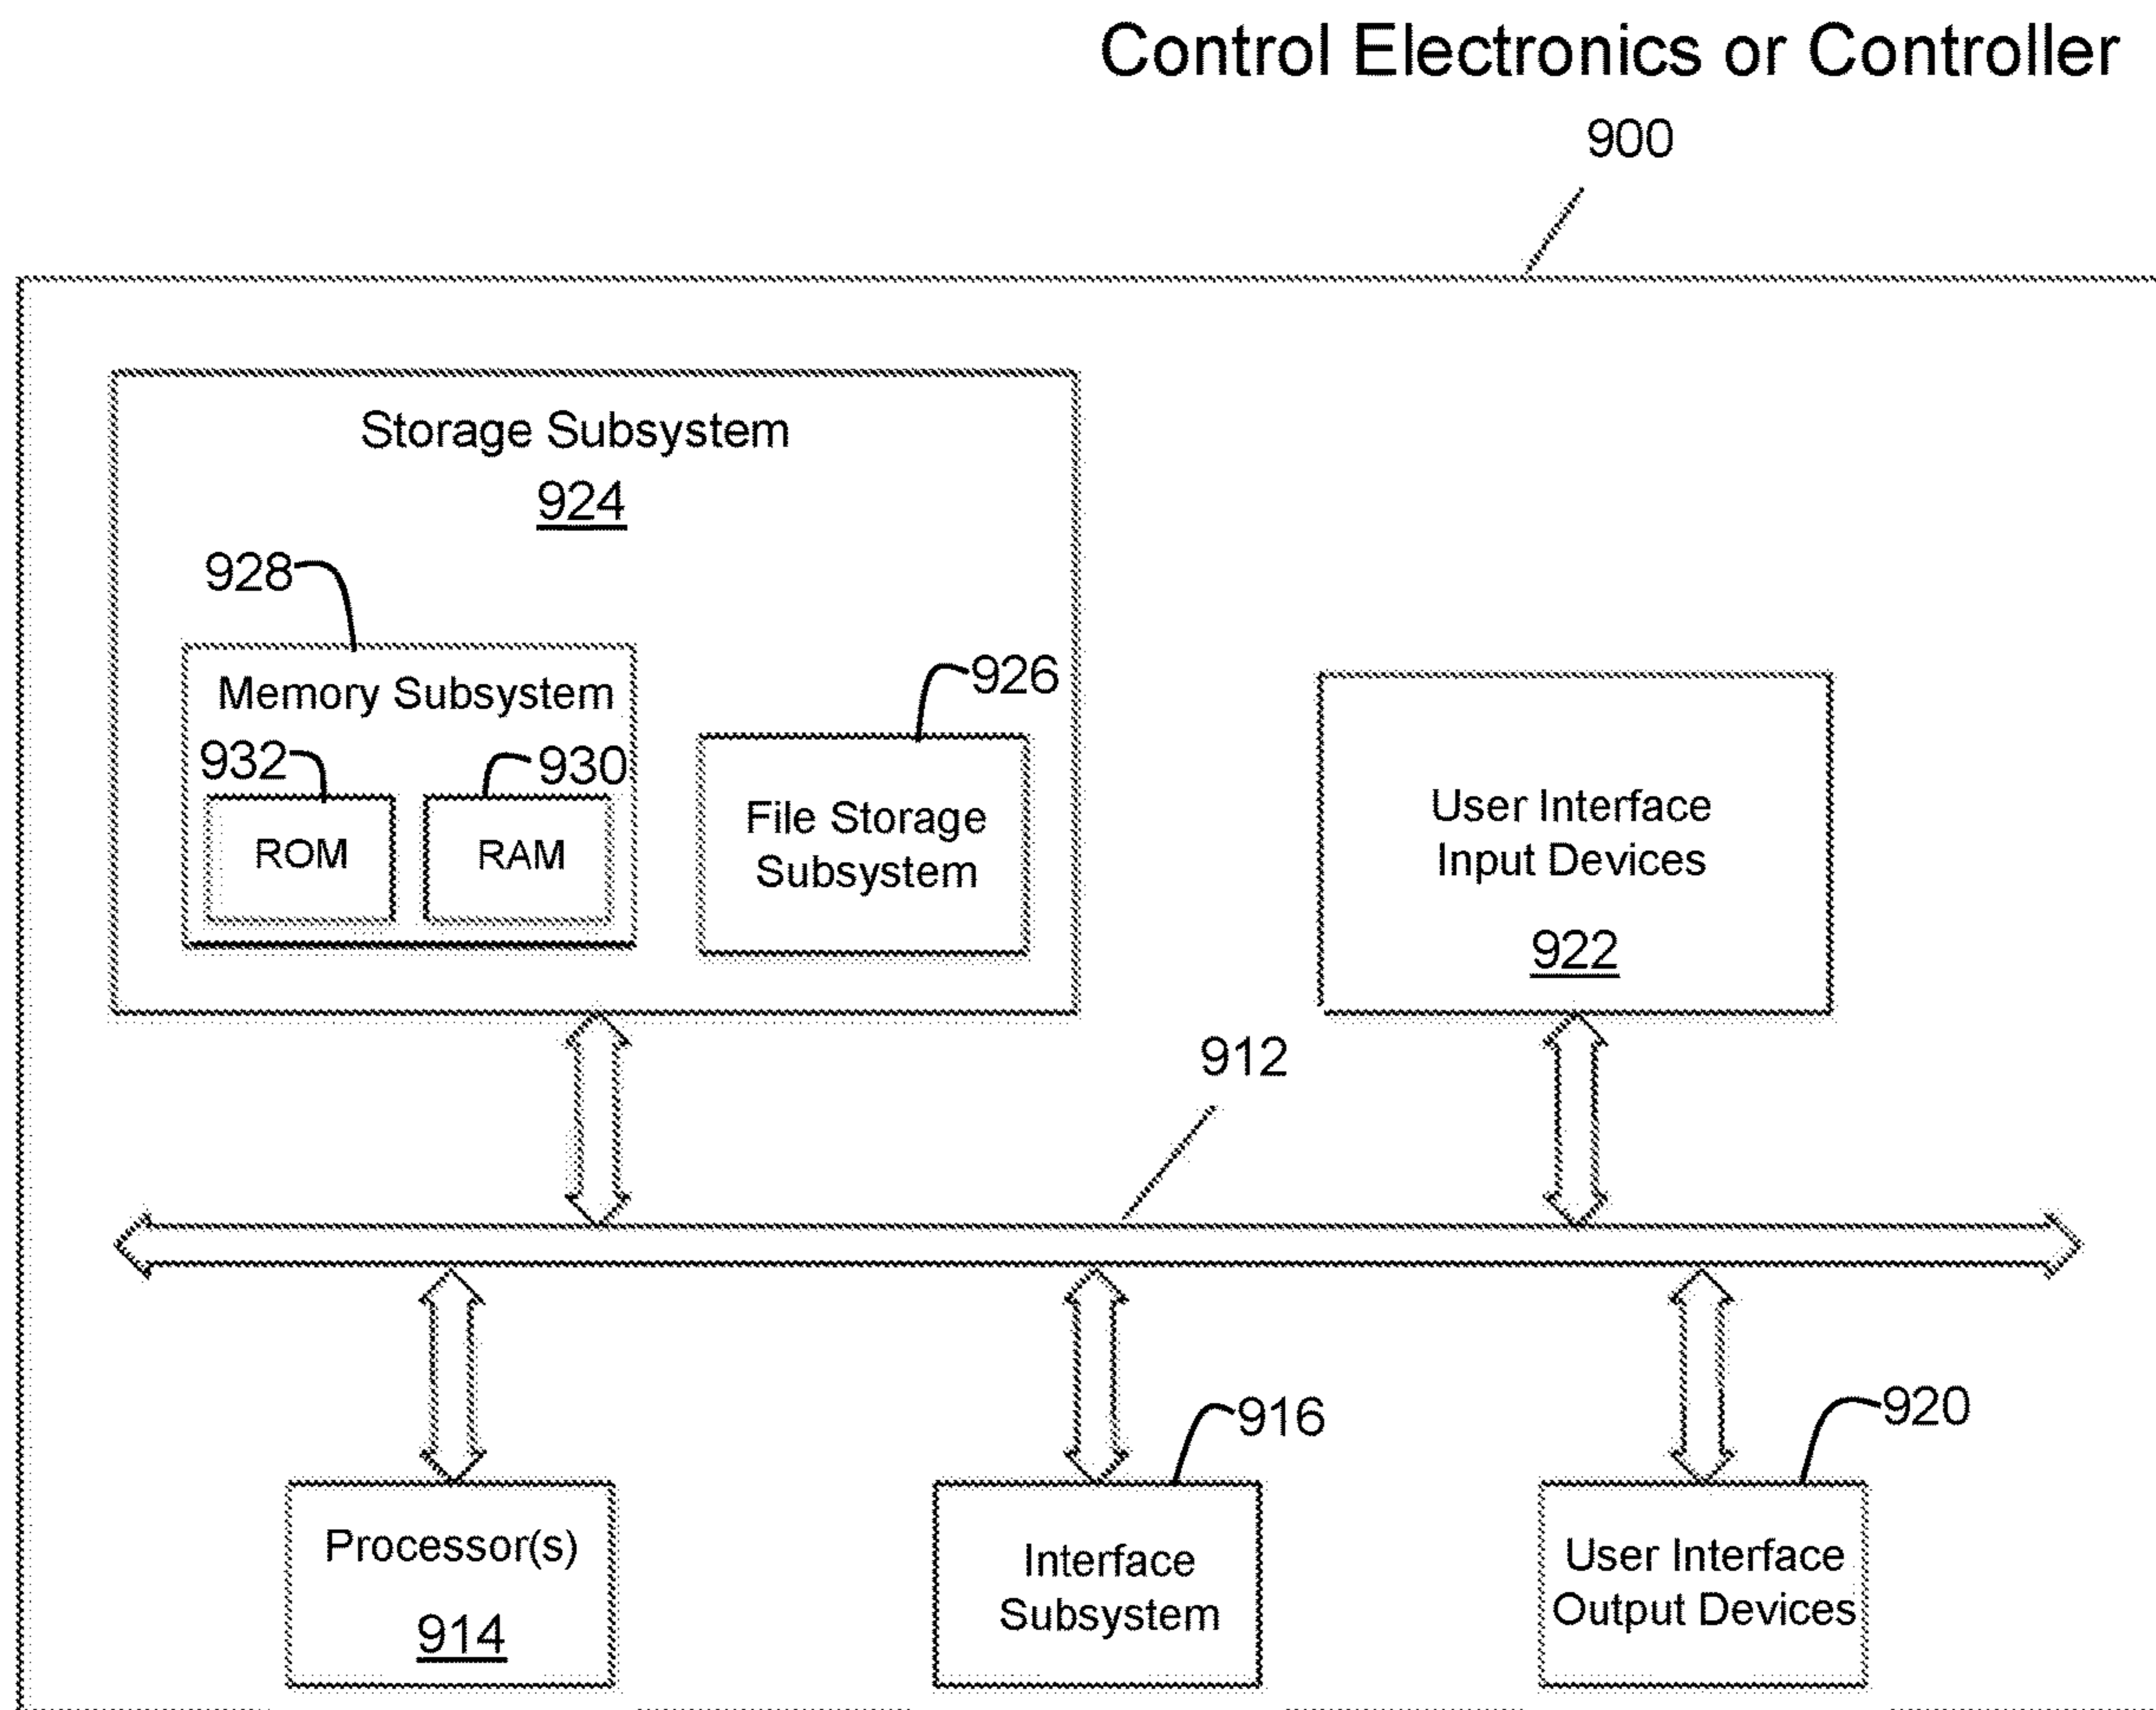 Control Electronics or Controller
900
Storage Subsystem
924
928
Memory Subsystem
926
932
930
ROM
RAM
File Storage
Subsystem
User Interface
Input Devices
922
912
916
920
Processor(s)
914
Interface
Subsystem
User Interface
Output Devices